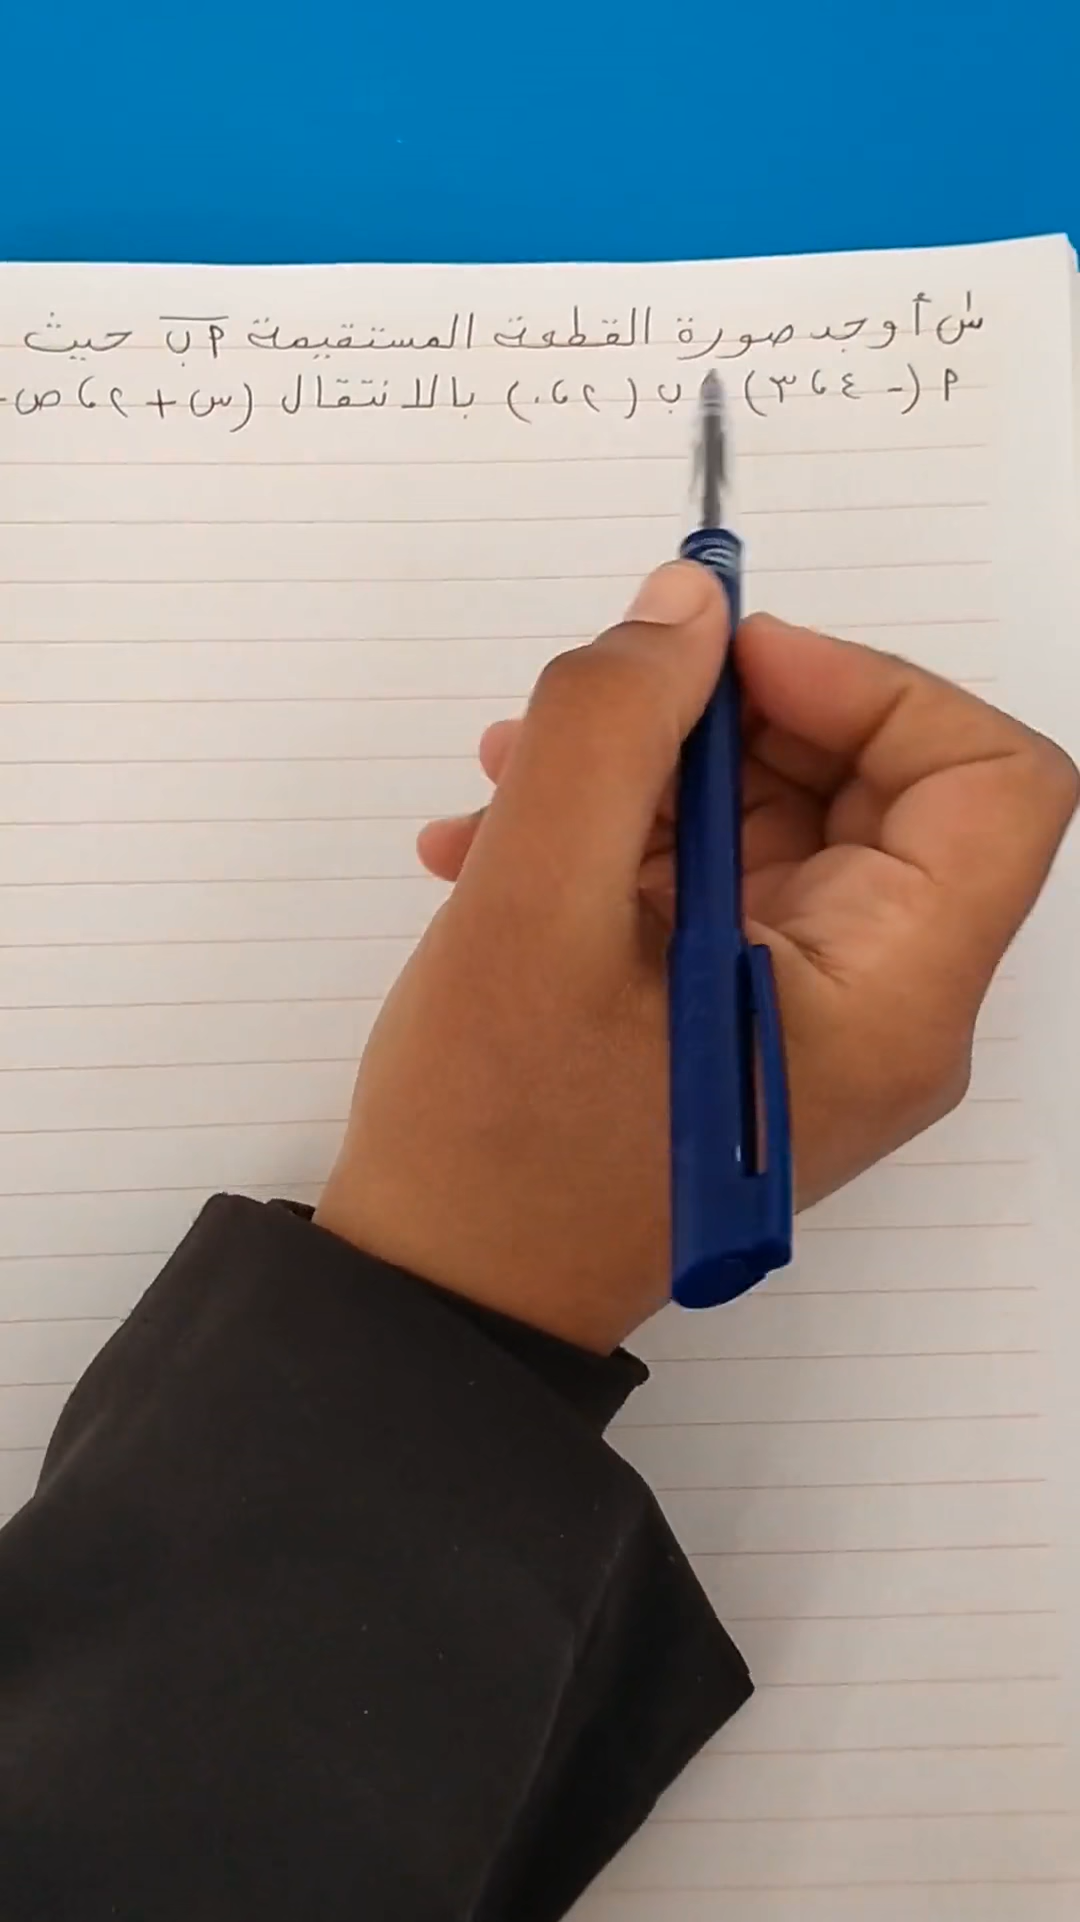 س أوجد صورة القطعة المستقيمة أب حيث
أ (-٤، ٣) ب (٢، ٠) بالانتقال (س + ٢، ص -